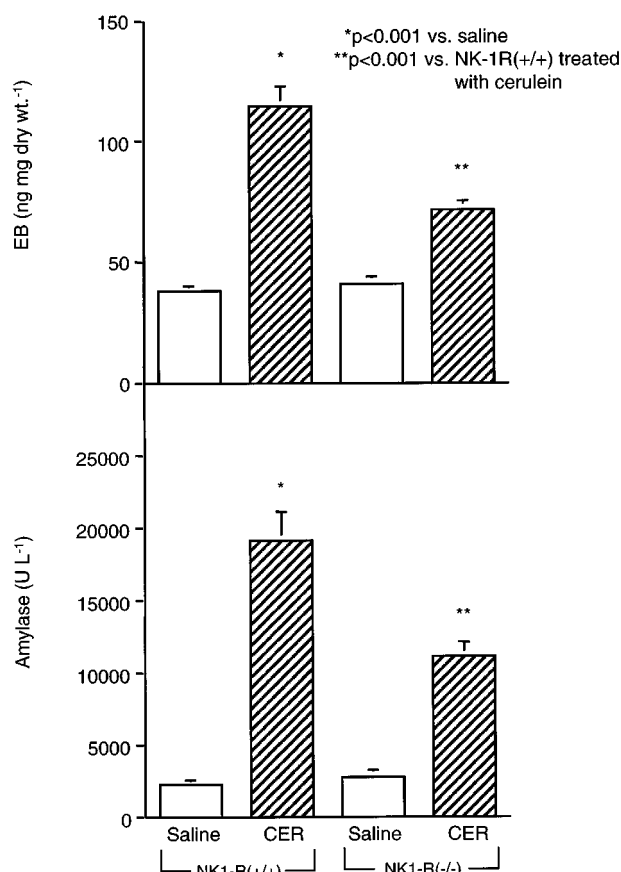 *p<0.001 vs. saline
**p<0.001 vs. NK-1R(+/+) treated
with cerulein
EB (ng mg dry wt.-1)
150
100
50
0
*
**
Amylase (U L-1)
25000
20000
15000
10000
5000
0
*
**
Saline CER Saline CER
NK1-R(+/+) NK1-R(-/-)